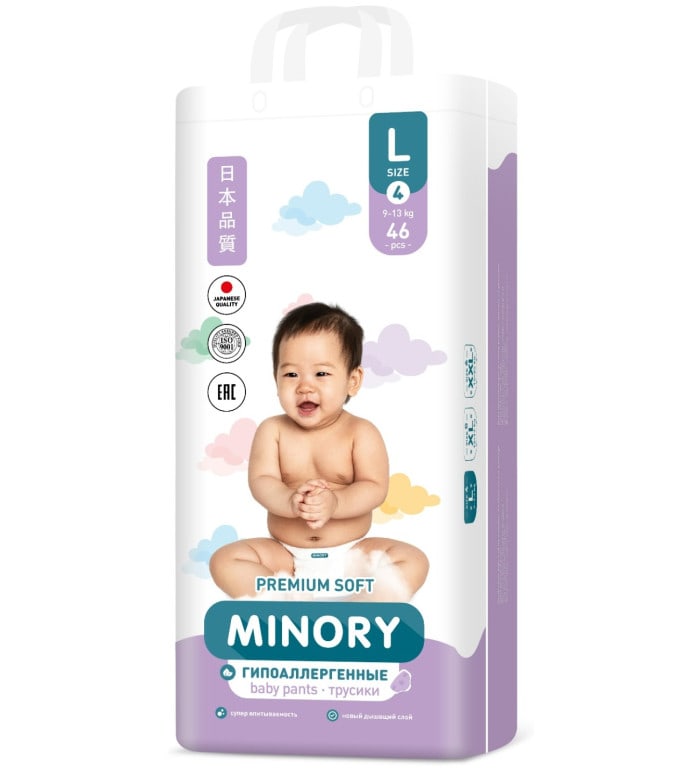 日本品質
L
SIZE
4
9-13 kg
46
- pcs -
JAPANESE
QUALITY
ISO
9001
EAC
PREMIUM SOFT
MINORY
ГИПОАЛЛЕРГЕННЫЕ
baby pants · трусики
супер впитываемость
новый дышащий слой
XXL
XL
L